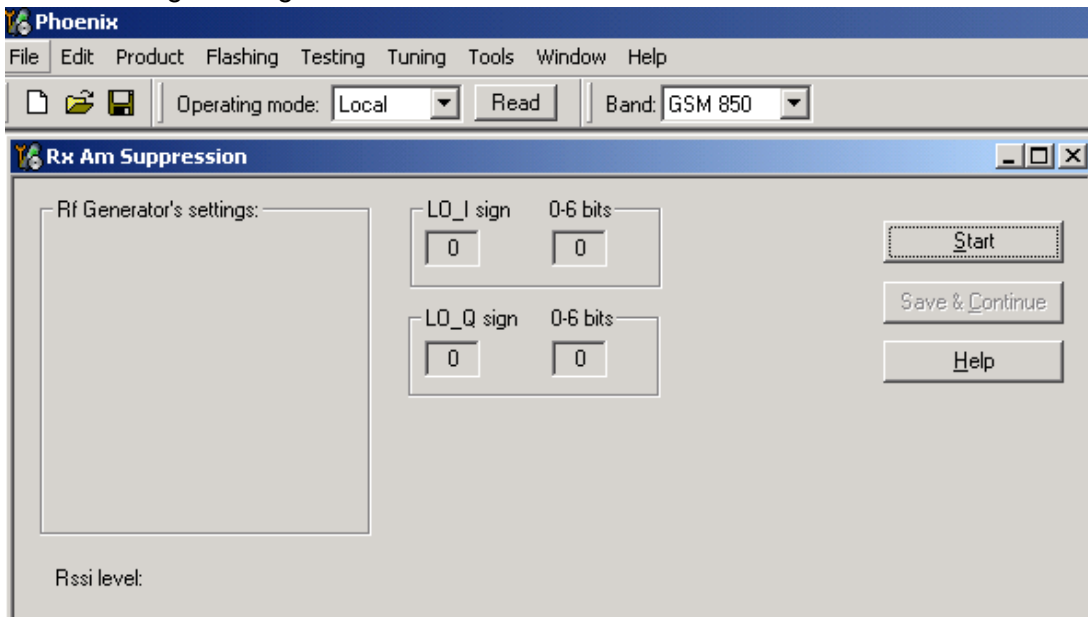 Phoenix
File Edit Product Flashing Testing Tuning Tools Window Help
Operating mode: Local Read Band: GSM 850
Rx Am Suppression
Rf Generator's settings:
LO_I sign 0-6 bits
0 0
LO_Q sign 0-6 bits
0 0
Start
Save & Continue
Help
Rssi level: